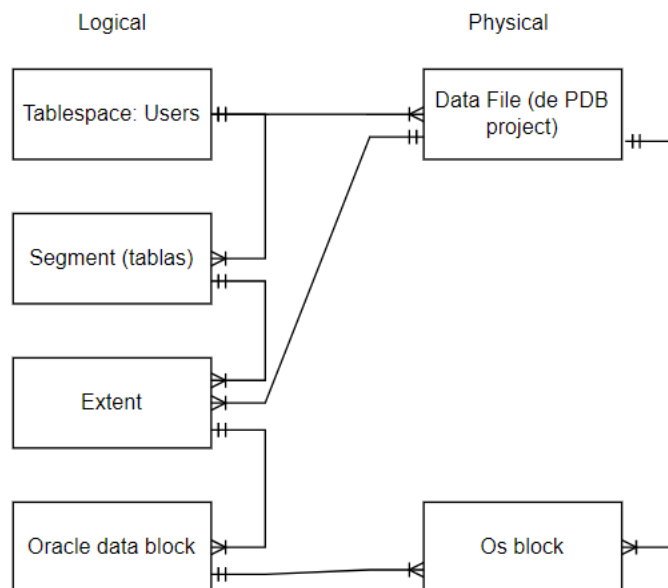 Logical
Physical
Tablespace: Users
Data File (de PDB
project)
Segment (tablas)
Extent
Oracle data block
Os block